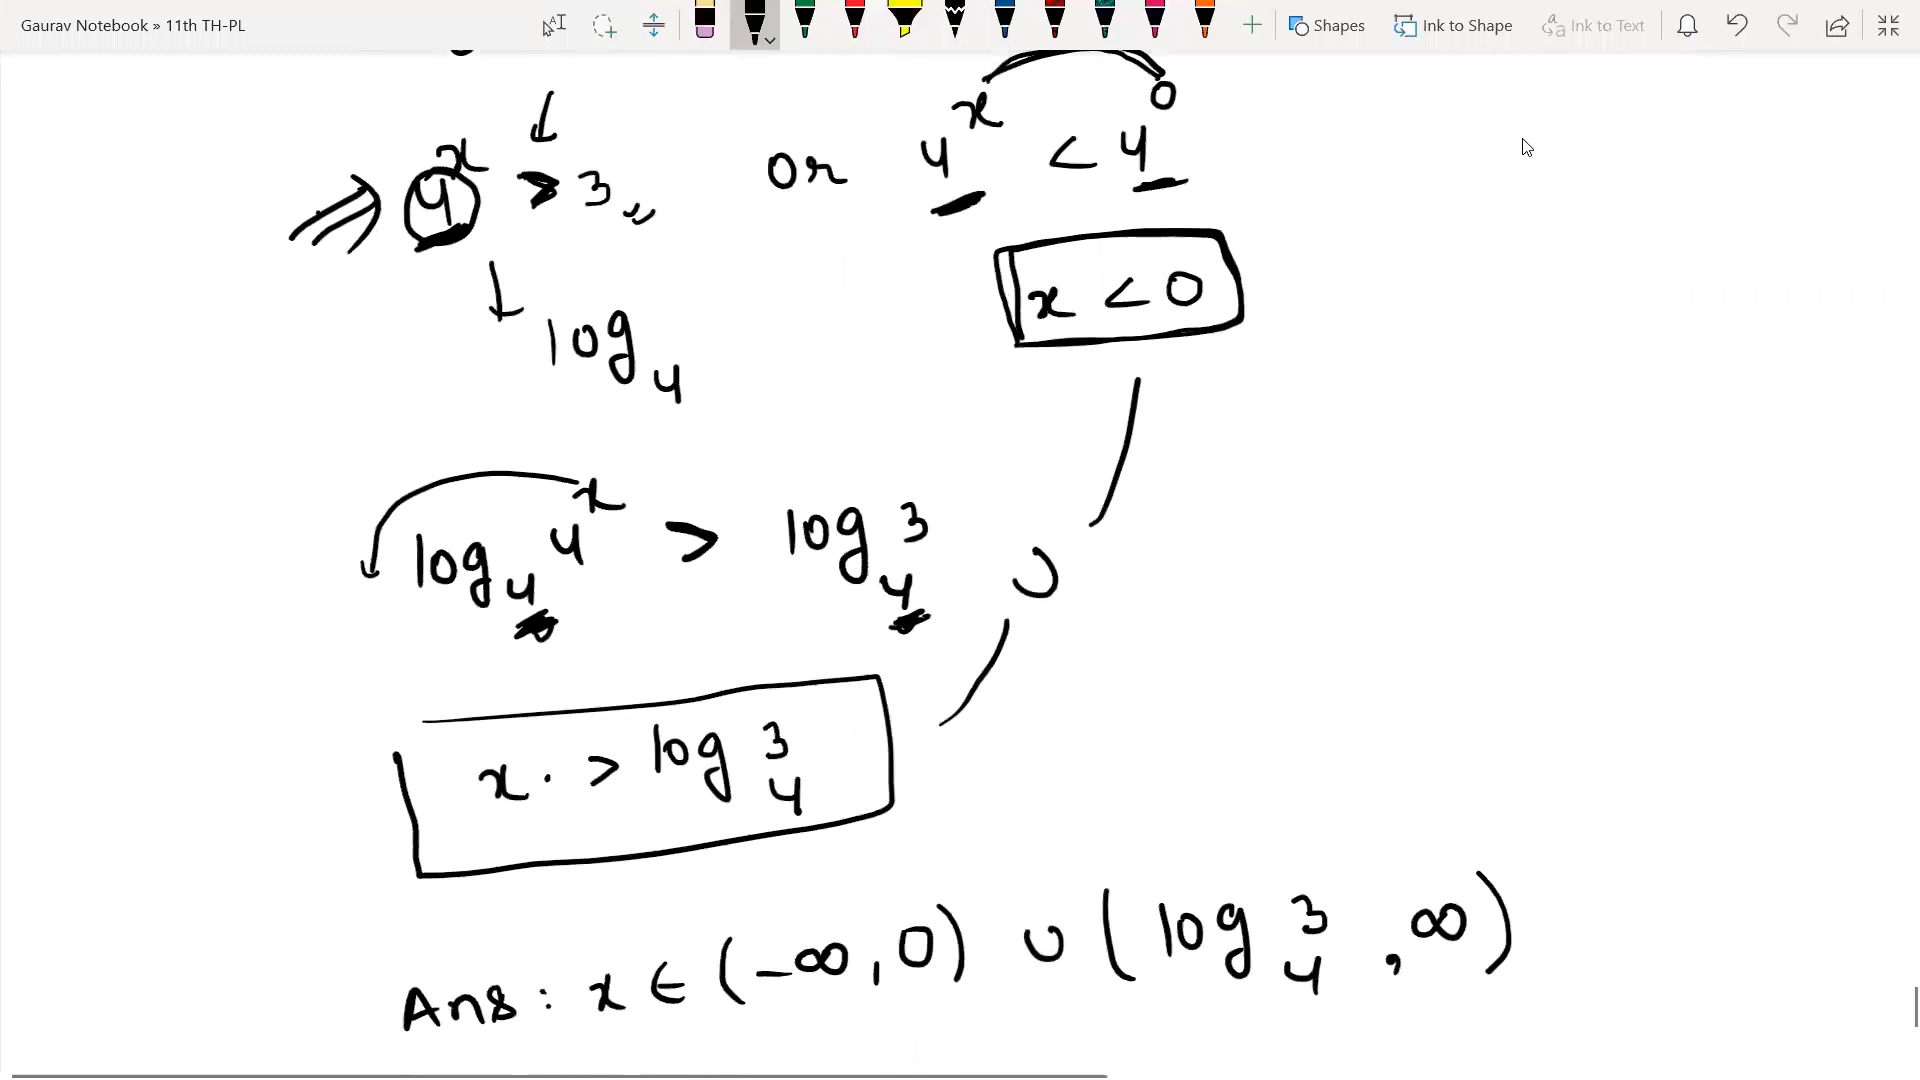 Gaurav Notebook » 11th TH-PL
Shapes Ink to Shape Ink to Text
4^x > 3 or 4^x < 4^0
x < 0
log_4
log_4 4^x > log_4 3 ∪
x > log_4 3
Ans : x ∈ (-∞, 0) ∪ (log_4 3, ∞)